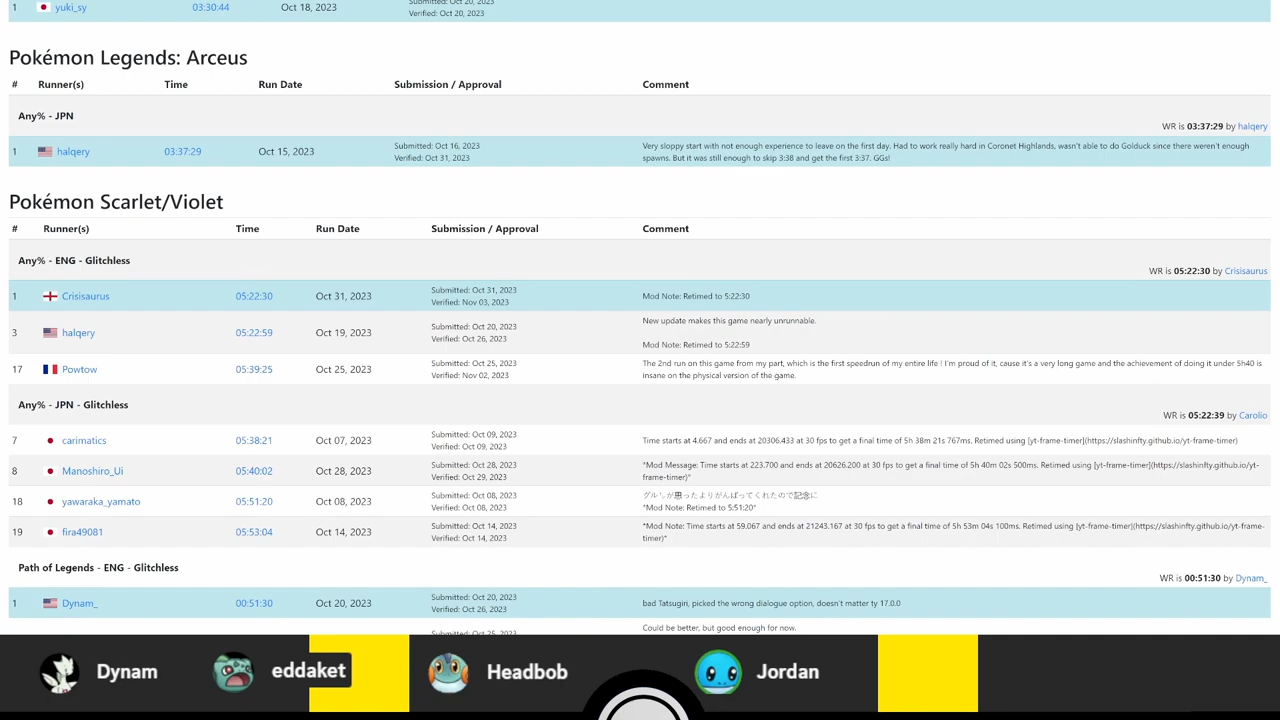 Submitted: Oct 20, 2023
1 yuki_sy 03:30:44 Oct 18, 2023
Verified: Oct 20, 2023
Pokémon Legends: Arceus
# Runner(s) Time Run Date Submission / Approval Comment
Any% - JPN
WR is 03:37:29 by halqery
1 halqery 03:37:29 Oct 15, 2023
Submitted: Oct 16, 2023
Verified: Oct 31, 2023
Very sloppy start with not enough experience to leave on the first day. Had to work really hard in Coronet Highlands, wasn't able to do Golduck since there weren't enough
spawns. But it was still enough to skip 3:38 and get the first 3:37. GGs!
Pokémon Scarlet/Violet
# Runner(s) Time Run Date Submission / Approval Comment
Any% - ENG - Glitchless
WR is 05:22:30 by Crisisaurus
1 Crisisaurus 05:22:30 Oct 31, 2023
Submitted: Oct 31, 2023
Verified: Nov 03, 2023
Mod Note: Retimed to 5:22:30
3 halqery 05:22:59 Oct 19, 2023
Submitted: Oct 20, 2023
Verified: Oct 26, 2023
New update makes this game nearly unrunnable.
Mod Note: Retimed to 5:22:59
17 Powtow 05:39:25 Oct 25, 2023
Submitted: Oct 25, 2023
Verified: Nov 02, 2023
The 2nd run on this game from my part, which is the first speedrun of my entire life ! I'm proud of it, cause it's a very long game and the achievement of doing it under 5h40 is
insane on the physical version of the game.
Any% - JPN - Glitchless
WR is 05:22:39 by Carolio
7 carimatics 05:38:21 Oct 07, 2023
Submitted: Oct 09, 2023
Verified: Oct 09, 2023
Time starts at 4.667 and ends at 20306.433 at 30 fps to get a final time of 5h 38m 21s 767ms. Retimed using [yt-frame-timer](https://slashinfty.github.io/yt-frame-timer)
8 Manoshiro_Ui 05:40:02 Oct 28, 2023
Submitted: Oct 28, 2023
Verified: Oct 29, 2023
*Mod Message: Time starts at 223.700 and ends at 20626.200 at 30 fps to get a final time of 5h 40m 02s 500ms. Retimed using [yt-frame-timer](https://slashinfty.github.io/yt-
frame-timer)*
18 yawaraka_yamato 05:51:20 Oct 08, 2023
Submitted: Oct 08, 2023
Verified: Oct 08, 2023
が思ったよりがんばってくれたので記念に
*Mod Note: Retimed to 5:51:20*
19 fira49081 05:53:04 Oct 14, 2023
Submitted: Oct 14, 2023
Verified: Oct 14, 2023
*Mod Note: Time starts at 59.067 and ends at 21243.167 at 30 fps to get a final time of 5h 53m 04s 100ms. Retimed using [yt-frame-timer](https://slashinfty.github.io/yt-frame-
timer)*
Path of Legends - ENG - Glitchless
WR is 00:51:30 by Dynam_
1 Dynam_ 00:51:30 Oct 20, 2023
Submitted: Oct 20, 2023
Verified: Oct 26, 2023
bad Tatsugiri, picked the wrong dialogue option, doesn't matter ty 17.0.0
Submitted: Oct 25, 2023
Could be better, but good enough for now.
Dynam eddaket Headbob Jordan